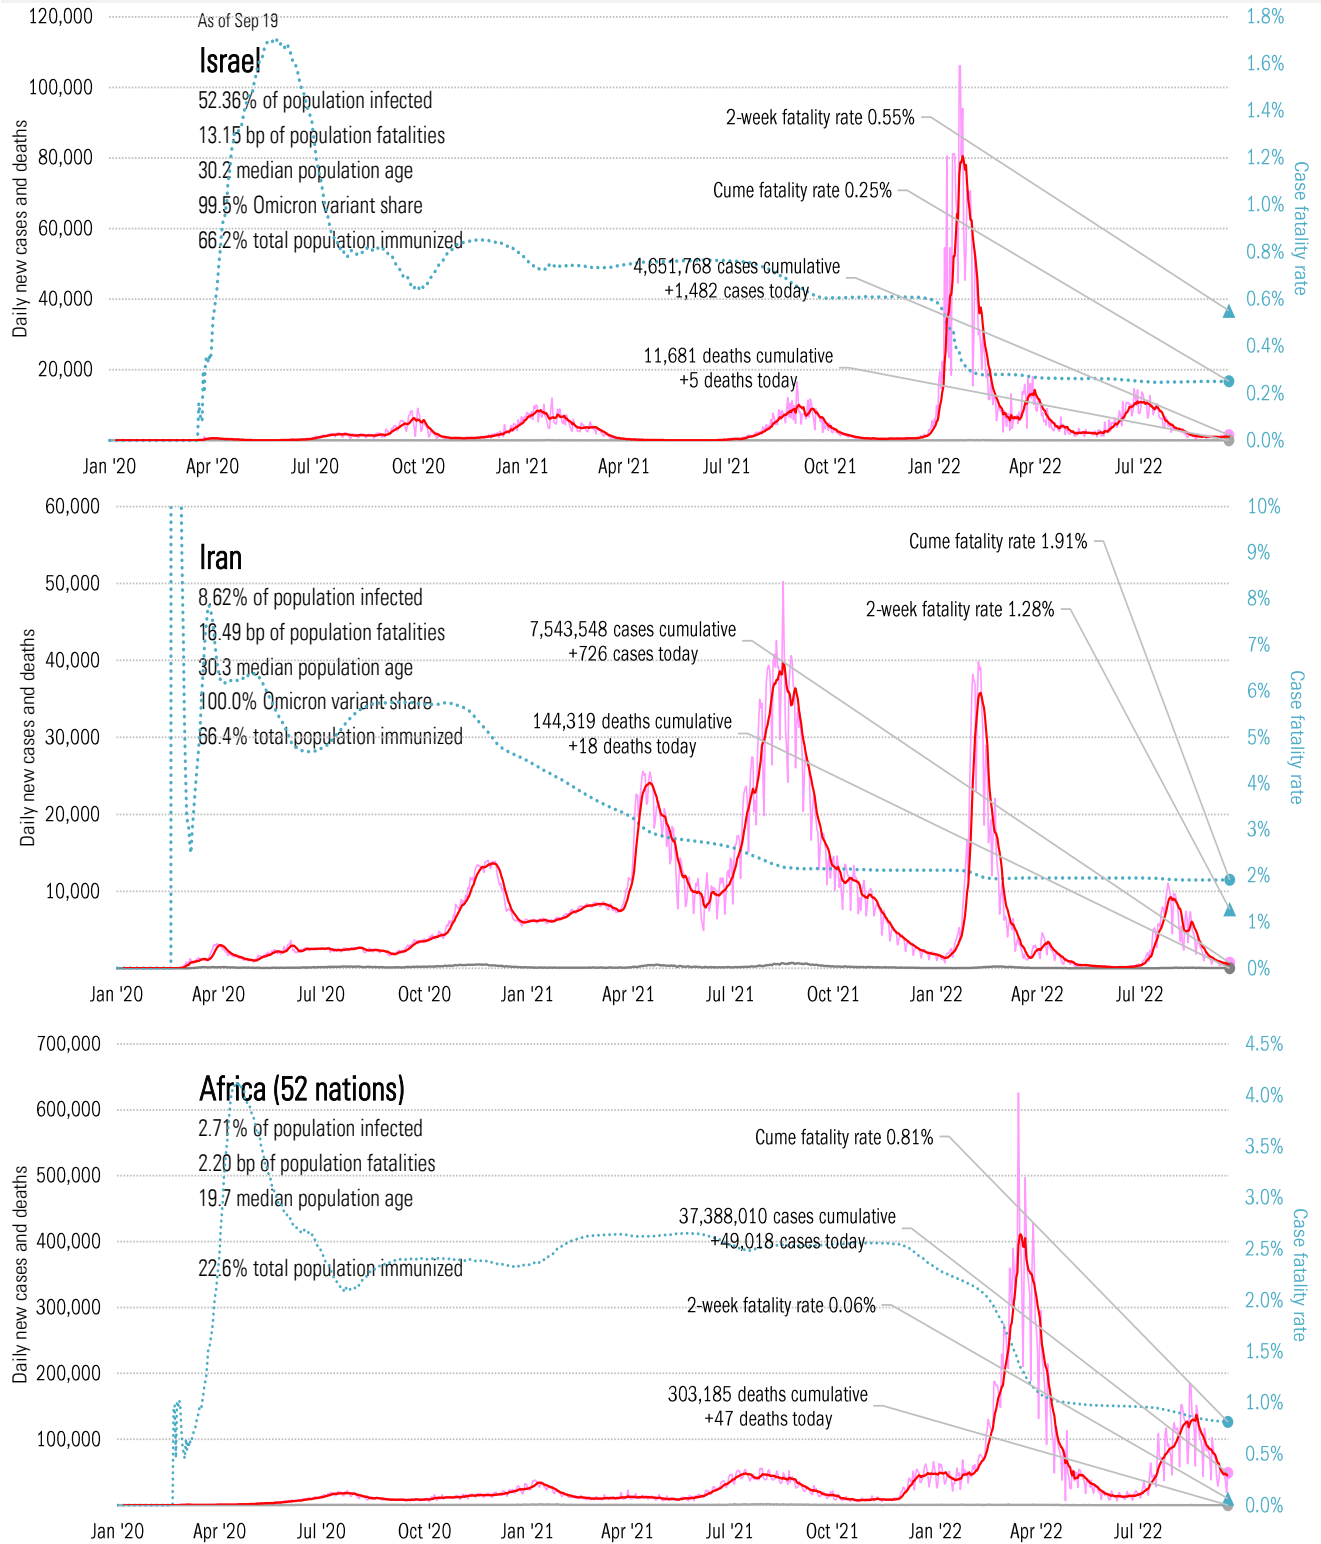 As of Sep 19
Israel
52.36% of population infected
13.15 bp of population fatalities
30.2 median population age
99.5% Omicron variant share
66.2% total population immunized
2-week fatality rate 0.55%
Cume fatality rate 0.25%
4,651,768 cases cumulative
+1,482 cases today
11,681 deaths cumulative
+5 deaths today
Daily new cases and deaths
120,000
100,000
80,000
60,000
40,000
20,000
Case fatality rate
1.8%
1.6%
1.4%
1.2%
1.0%
0.8%
0.6%
0.4%
0.2%
0.0%
Jan '20 Apr '20 Jul '20 Oct '20 Jan '21 Apr '21 Jul '21 Oct '21 Jan '22 Apr '22 Jul '22
Iran
8.62% of population infected
16.49 bp of population fatalities
30.3 median population age
100.0% Omicron variant share
66.4% total population immunized
Cume fatality rate 1.91%
2-week fatality rate 1.28%
7,543,548 cases cumulative
+726 cases today
144,319 deaths cumulative
+18 deaths today
Daily new cases and deaths
60,000
50,000
40,000
30,000
20,000
10,000
Case fatality rate
10%
9%
8%
7%
6%
5%
4%
3%
2%
1%
0%
Jan '20 Apr '20 Jul '20 Oct '20 Jan '21 Apr '21 Jul '21 Oct '21 Jan '22 Apr '22 Jul '22
Africa (52 nations)
2.71% of population infected
2.20 bp of population fatalities
19.7 median population age
22.6% total population immunized
Cume fatality rate 0.81%
37,388,010 cases cumulative
+49,018 cases today
2-week fatality rate 0.06%
303,185 deaths cumulative
+47 deaths today
Daily new cases and deaths
700,000
600,000
500,000
400,000
300,000
200,000
100,000
Case fatality rate
4.5%
4.0%
3.5%
3.0%
2.5%
2.0%
1.5%
1.0%
0.5%
0.0%
Jan '20 Apr '20 Jul '20 Oct '20 Jan '21 Apr '21 Jul '21 Oct '21 Jan '22 Apr '22 Jul '22